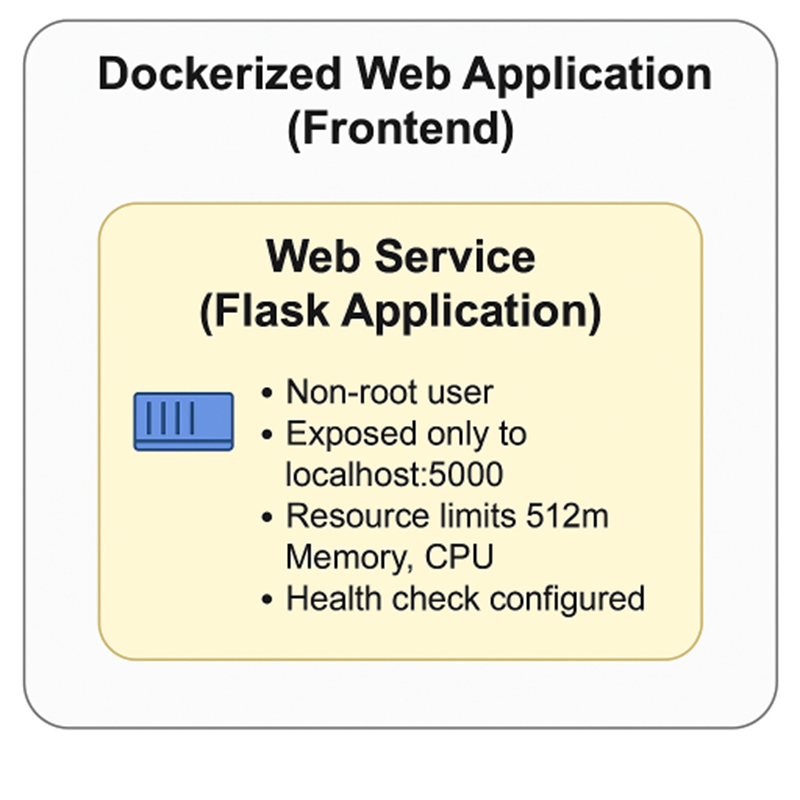 Dockerized Web Application
(Frontend)
Web Service
(Flask Application)
• Non-root user
• Exposed only to
localhost:5000
• Resource limits 512m
Memory, CPU
• Health check configured